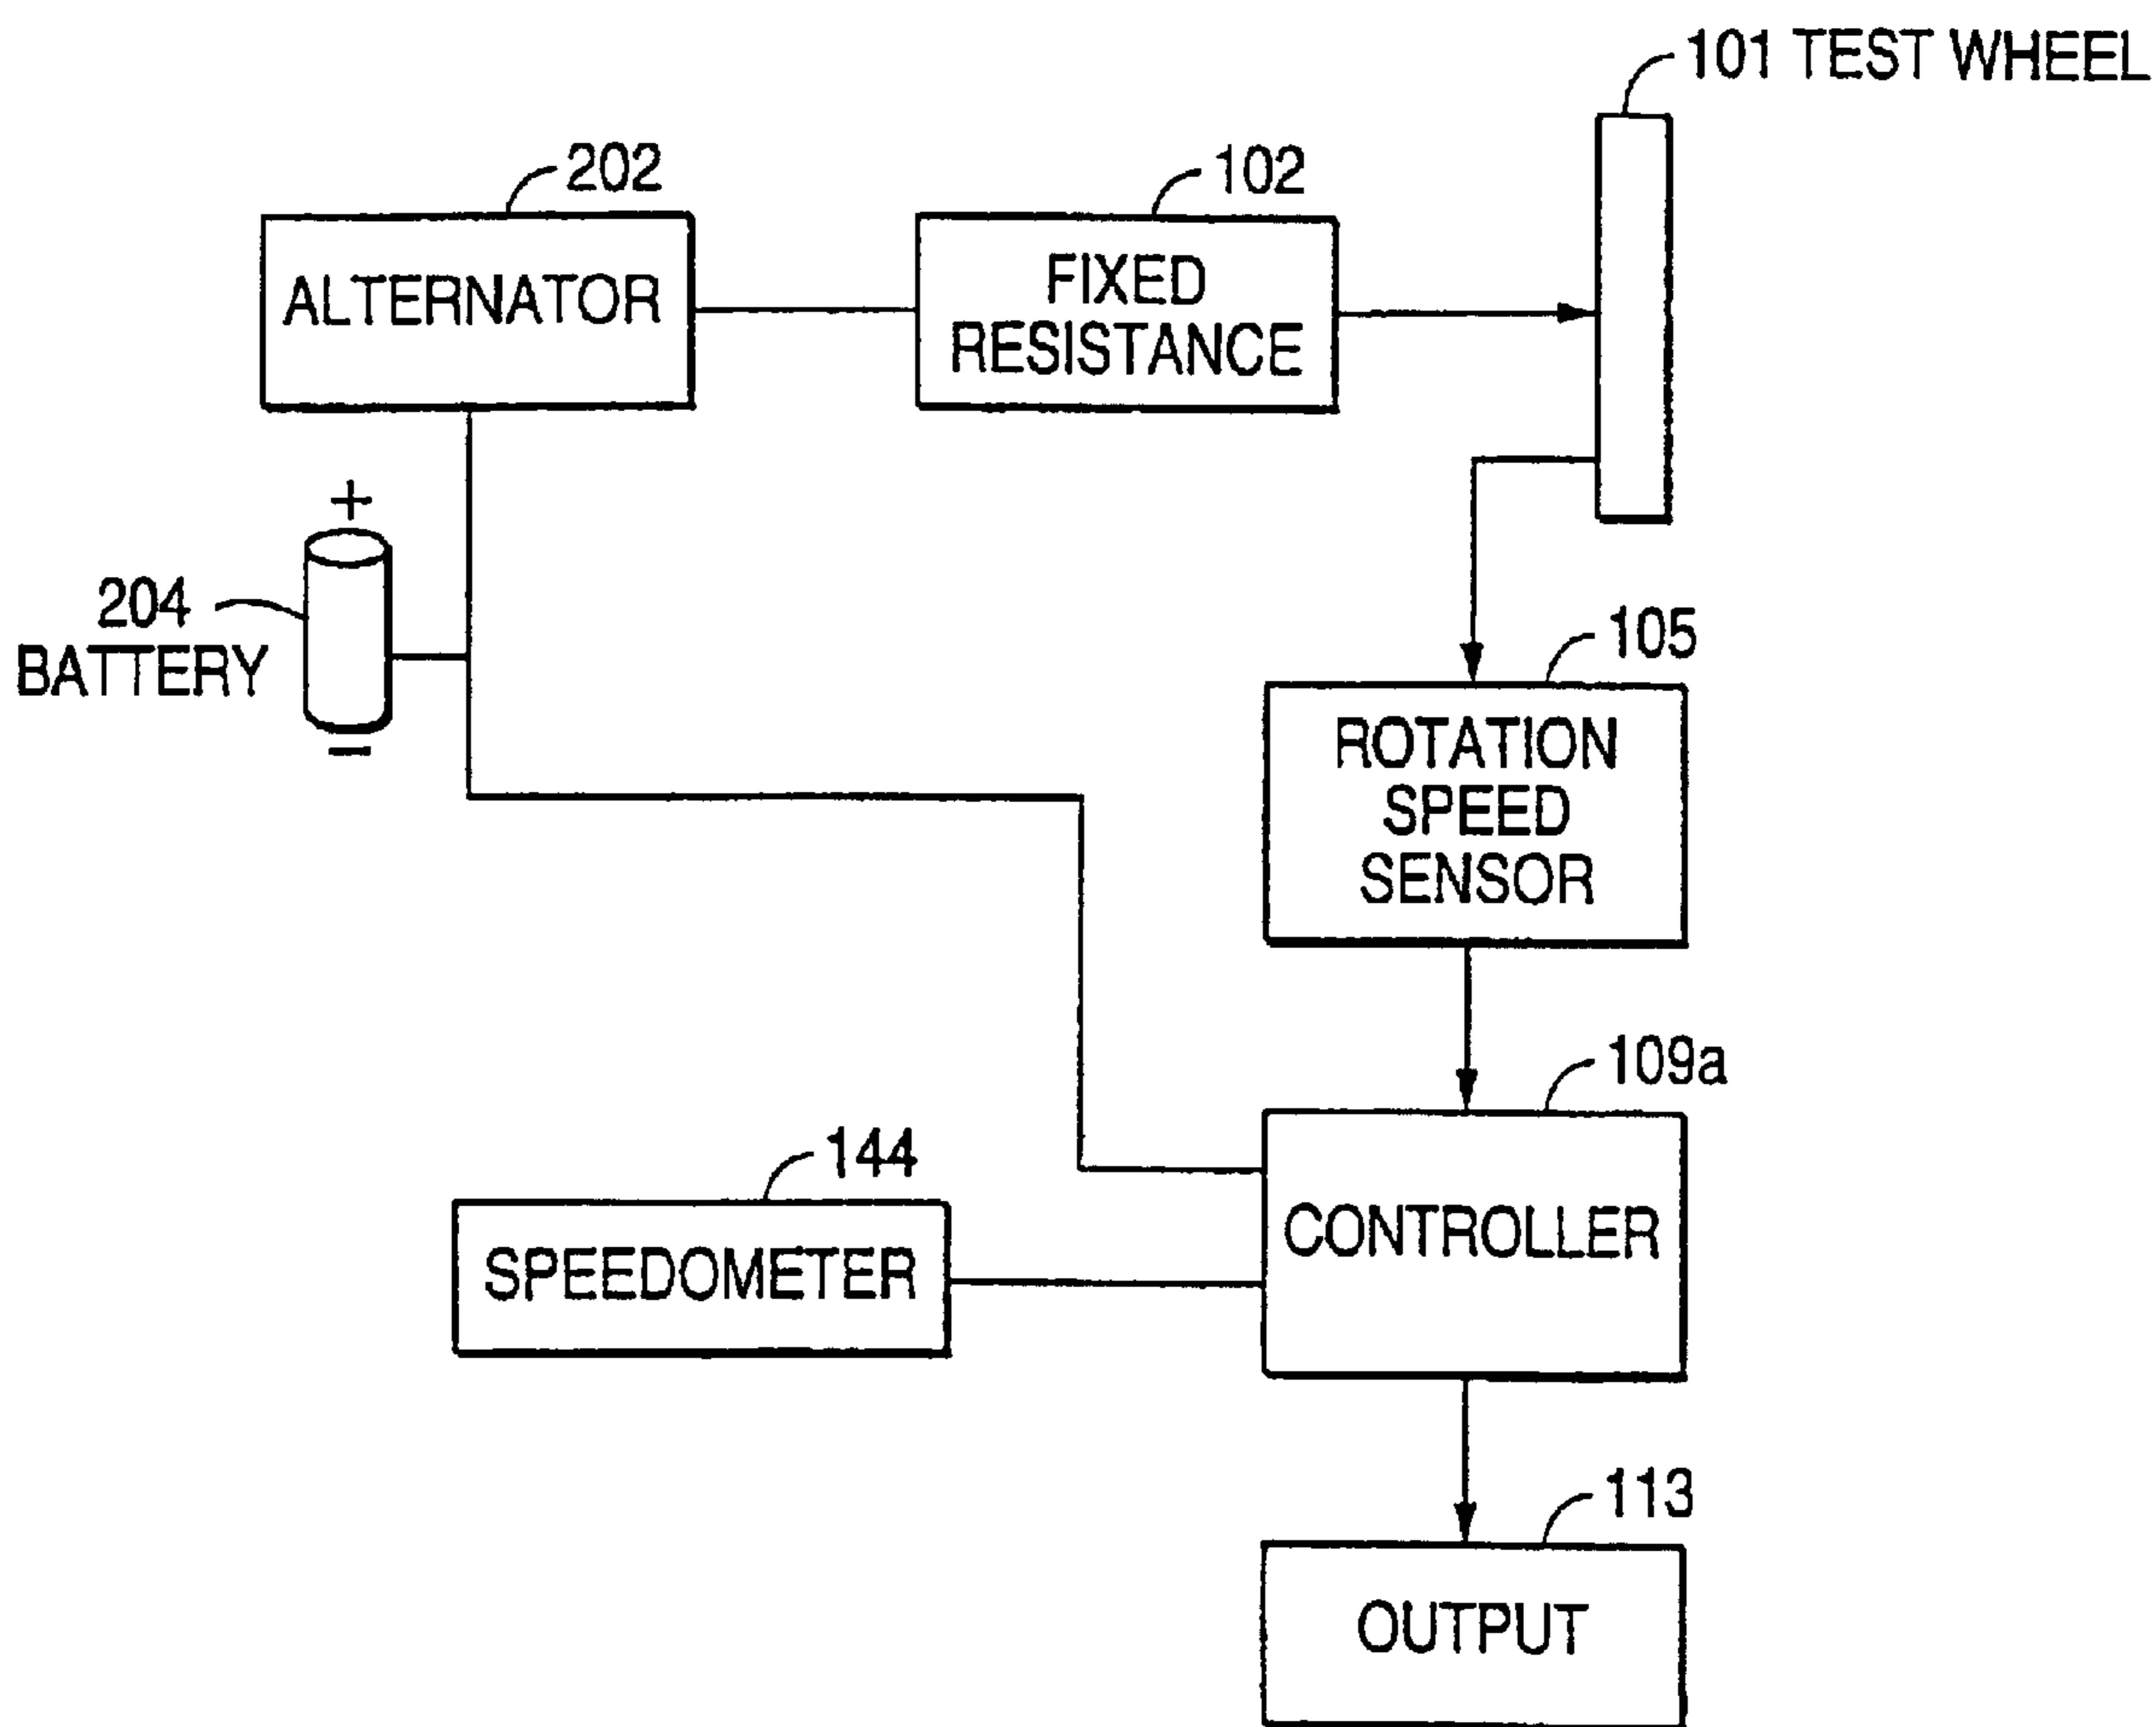 101 TEST WHEEL
202
102
ALTERNATOR
FIXED
RESISTANCE
+
204
BATTERY
-
105
ROTATION
SPEED
SENSOR
109a
144
SPEEDOMETER
CONTROLLER
113
OUTPUT